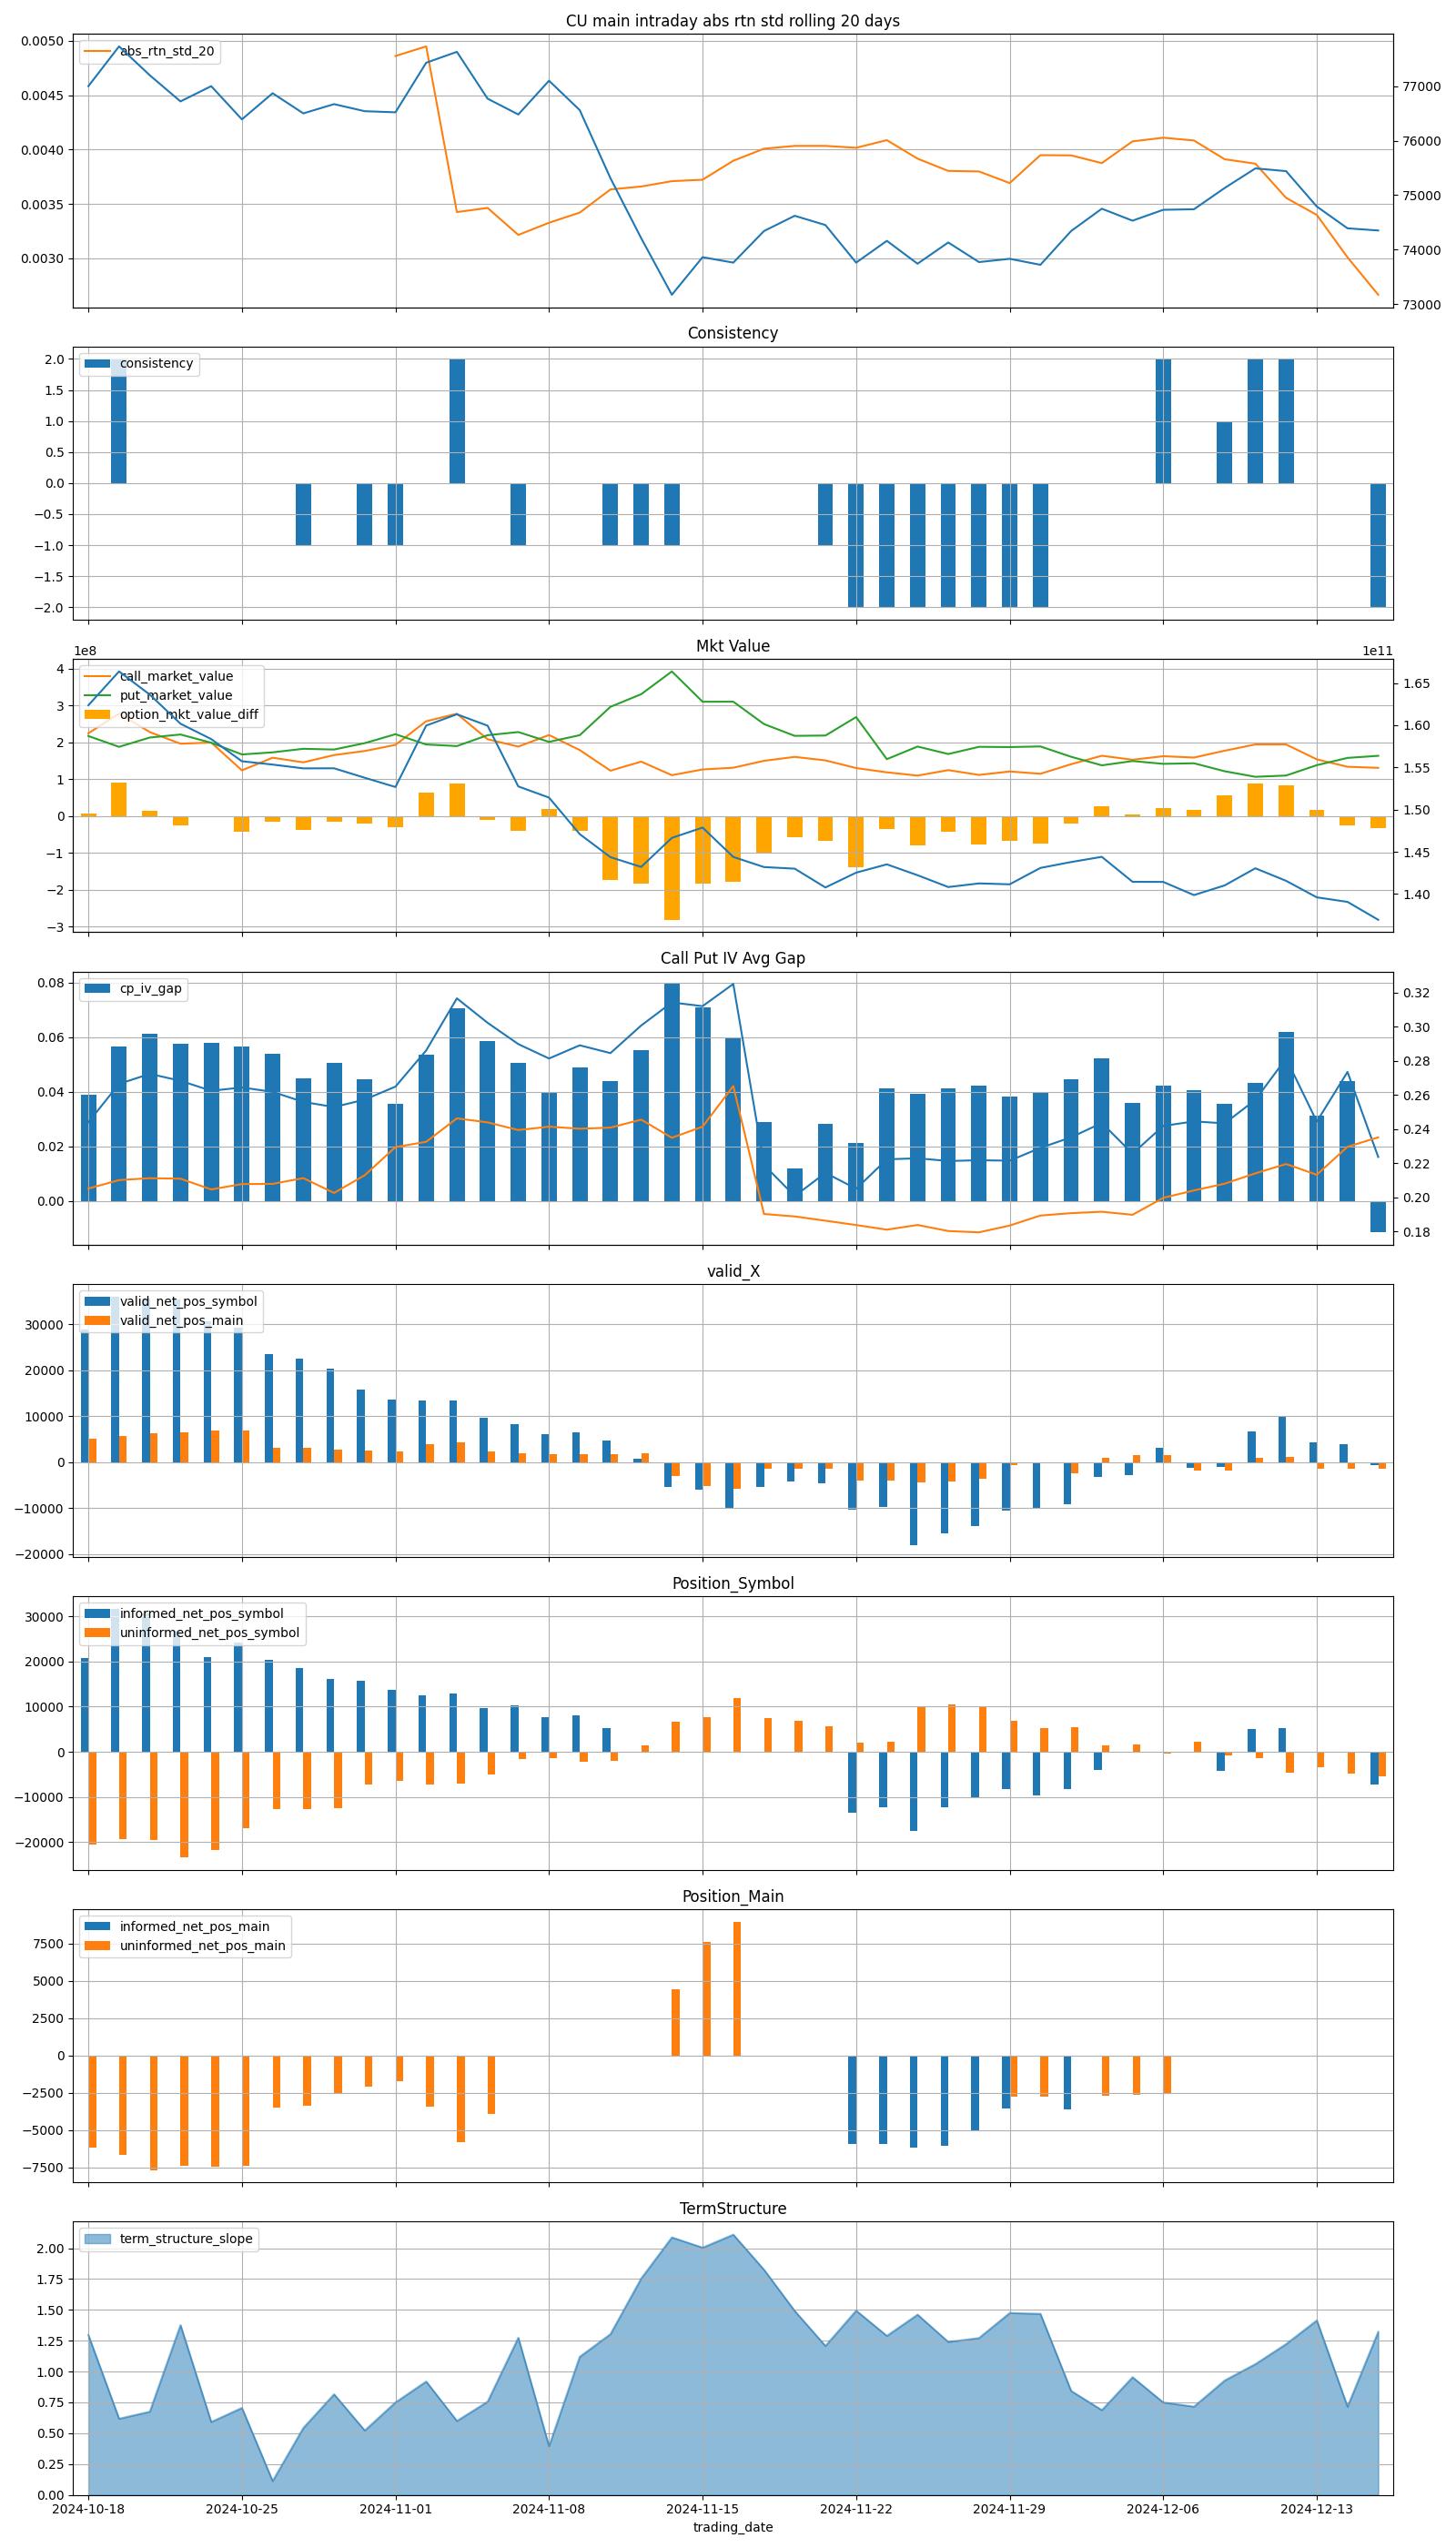 CU main intraday abs rtn std rolling 20 days
abs_rtn_std_20
0.0050
0.0045
0.0040
0.0035
0.0030
77000
76000
75000
74000
73000
Consistency
consistency
2.0
1.5
1.0
0.5
0.0
−0.5
−1.0
−1.5
−2.0
Mkt Value
1e8
1e11
call_market_value
put_market_value
option_mkt_value_diff
4
3
2
1
0
−1
−2
−3
1.65
1.60
1.55
1.50
1.45
1.40
Call Put IV Avg Gap
cp_iv_gap
0.08
0.06
0.04
0.02
0.00
0.32
0.30
0.28
0.26
0.24
0.22
0.20
0.18
valid_X
valid_net_pos_symbol
valid_net_pos_main
30000
20000
10000
0
−10000
−20000
Position_Symbol
informed_net_pos_symbol
uninformed_net_pos_symbol
30000
20000
10000
0
−10000
−20000
Position_Main
informed_net_pos_main
uninformed_net_pos_main
7500
5000
2500
0
−2500
−5000
−7500
TermStructure
term_structure_slope
2.00
1.75
1.50
1.25
1.00
0.75
0.50
0.25
0.00
2024-10-18 2024-10-25 2024-11-01 2024-11-08 2024-11-15 2024-11-22 2024-11-29 2024-12-06 2024-12-13
trading_date